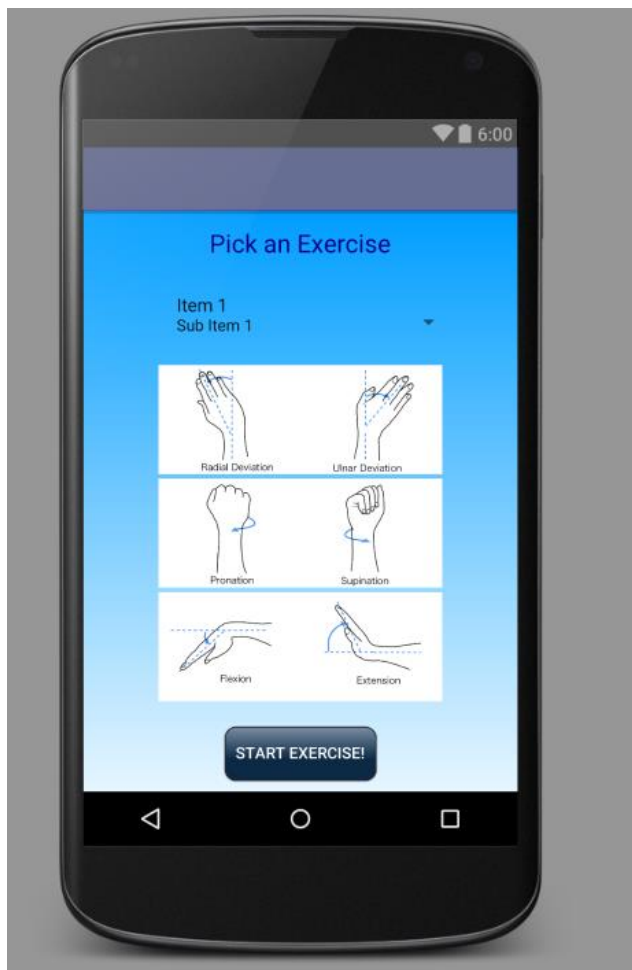 6:00
Pick an Exercise
Item 1
Sub Item 1
Radial Deviation Ulnar Deviation
Pronation Supination
Flexion Extension
START EXERCISE!